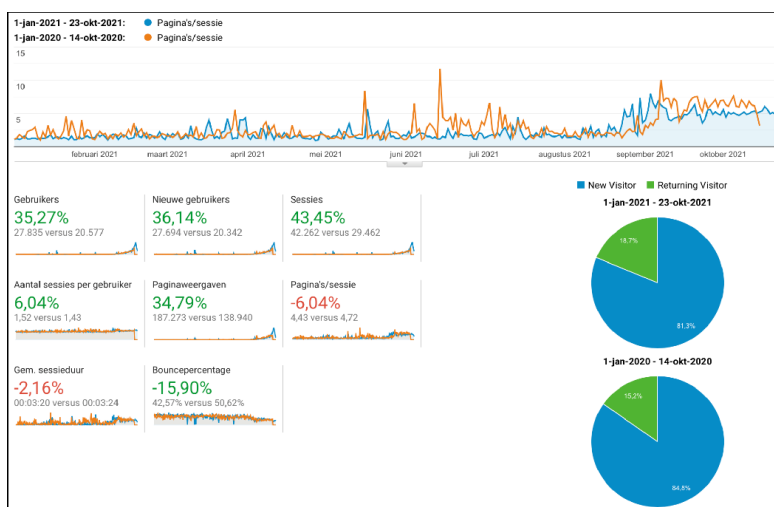 1-jan-2021 - 23-okt-2021: Pagina's/sessie
1-jan-2020 - 14-okt-2020: Pagina's/sessie
15
10
5
februari 2021 maart 2021 april 2021 mei 2021 juni 2021 juli 2021 augustus 2021 september 2021 oktober 2021
Gebruikers
35,27%
27.835 versus 20.577
Nieuwe gebruikers
36,14%
27.694 versus 20.342
Sessies
43,45%
42.262 versus 29.462
Aantal sessies per gebruiker
6,04%
1,52 versus 1,43
Paginaweergaven
34,79%
187.273 versus 138.940
Pagina's/sessie
-6,04%
4,43 versus 4,72
Gem. sessieduur
-2,16%
00:03:20 versus 00:03:24
Bouncepercentage
-15,90%
42,57% versus 50,62%
New Visitor Returning Visitor
1-jan-2021 - 23-okt-2021
18,7%
81,3%
1-jan-2020 - 14-okt-2020
15,2%
84,8%